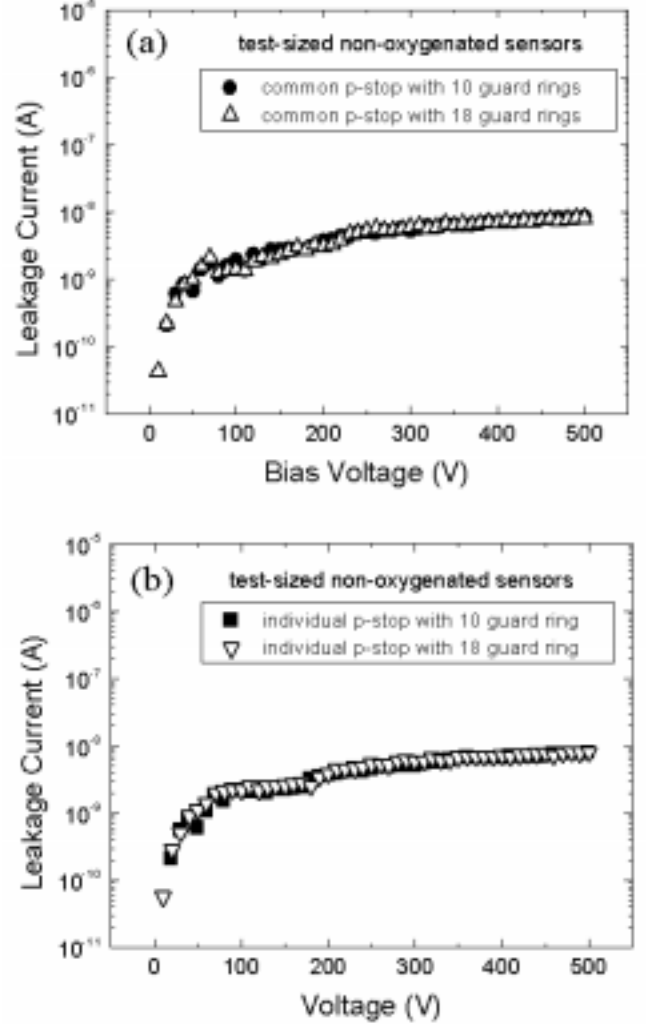 (a) test-sized non-oxygenated sensors
common p-stop with 10 guard rings
common p-stop with 18 guard rings
Leakage Current (A)
10⁻⁵
10⁻⁶
10⁻⁷
10⁻⁸
10⁻⁹
10⁻¹⁰
10⁻¹¹
0 100 200 300 400 500
Bias Voltage (V)
(b) test-sized non-oxygenated sensors
individual p-stop with 10 guard ring
individual p-stop with 18 guard ring
Leakage Current (A)
10⁻⁵
10⁻⁶
10⁻⁷
10⁻⁸
10⁻⁹
10⁻¹⁰
10⁻¹¹
0 100 200 300 400 500
Voltage (V)